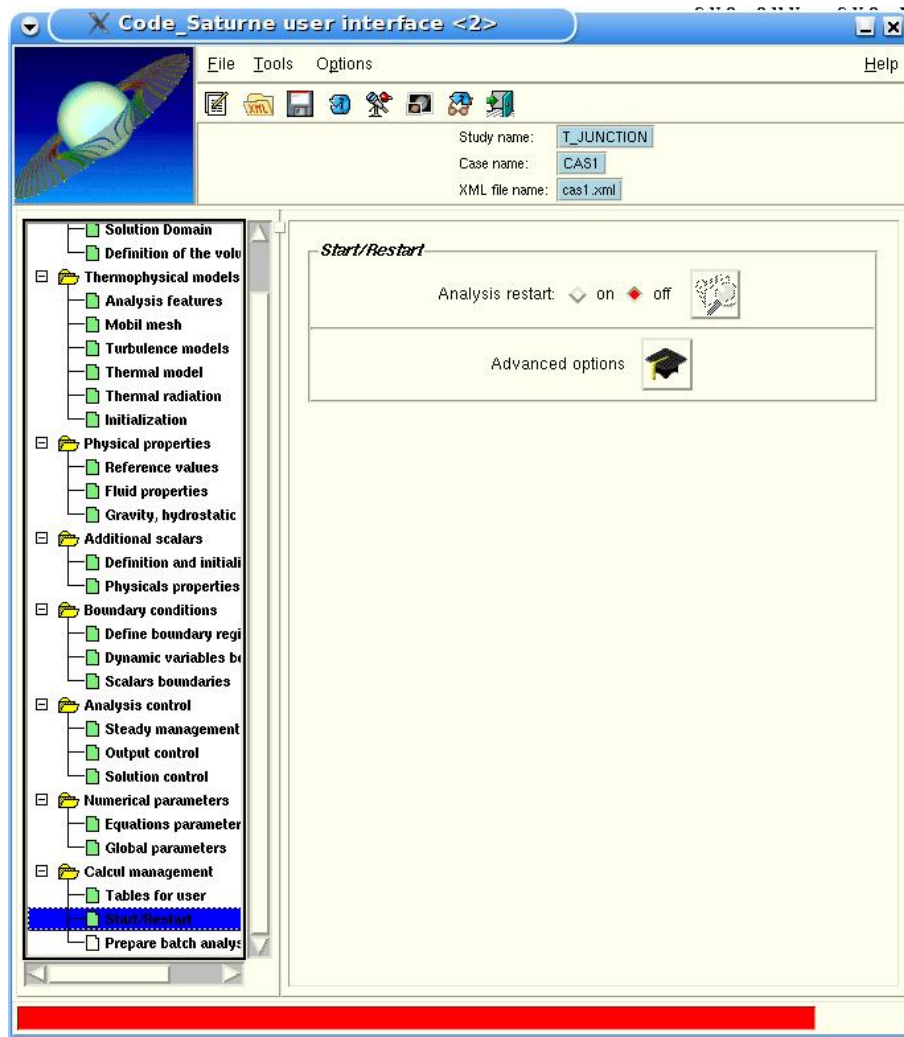 Code_Saturne user interface <2>
File Tools Options Help
XML
Study name: T_JUNCTION
Case name: CAS1
XML file name: cas1.xml
Solution Domain
Definition of the volu
Thermophysical models
Analysis features
Mobil mesh
Turbulence models
Thermal model
Thermal radiation
Initialization
Physical properties
Reference values
Fluid properties
Gravity, hydrostatic
Additional scalars
Definition and initiali
Physicals properties
Boundary conditions
Define boundary regi
Dynamic variables b
Scalars boundaries
Analysis control
Steady management
Output control
Solution control
Numerical parameters
Equations parameter
Global parameters
Calcul management
Tables for user
Start/Restart
Prepare batch analys
Start/Restart
Analysis restart: on off
Advanced options